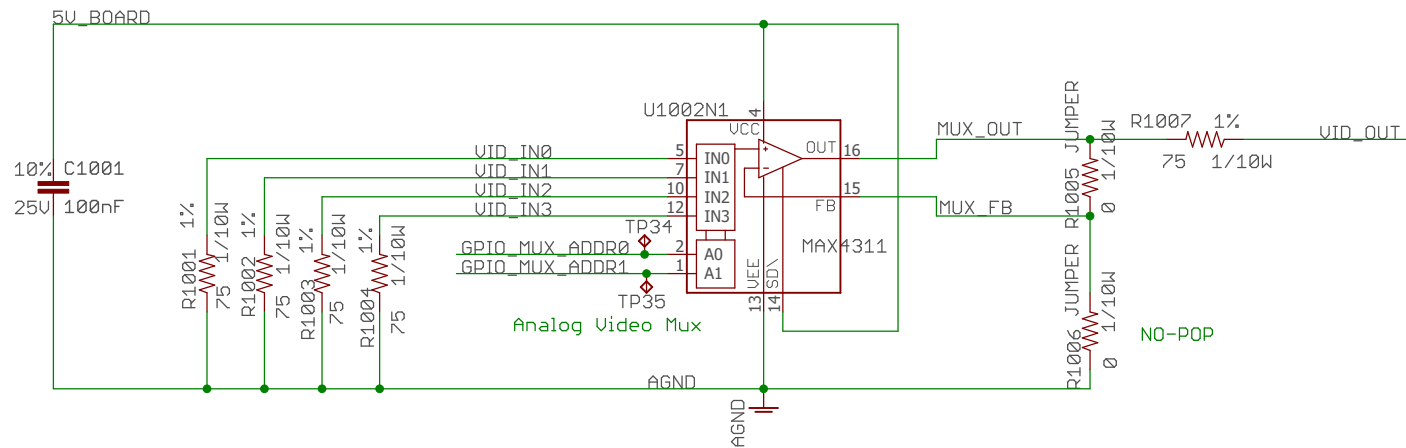 5V_BOARD
10% C1001
25V 100nF
R1001 1%
75 1/10W
R1002 1%
75 1/10W
R1003 1%
75 1/10W
R1004 1%
75 1/10W
VID_IN0
VID_IN1
VID_IN2
VID_IN3
GPIO_MUX_ADDR0
GPIO_MUX_ADDR1
TP34
TP35
Analog Video Mux
U1002N1
4
VCC
5 IN0
7 IN1
10 IN2
12 IN3
2 A0
1 A1
+
-
OUT 16
FB 15
MAX4311
VEE 13
SD\ 14
AGND
AGND
MUX_OUT
MUX_FB
R1005 JUMPER
0 1/10W
R1006 JUMPER
0 1/10W
NO-POP
R1007 1%
75 1/10W
VID_OUT